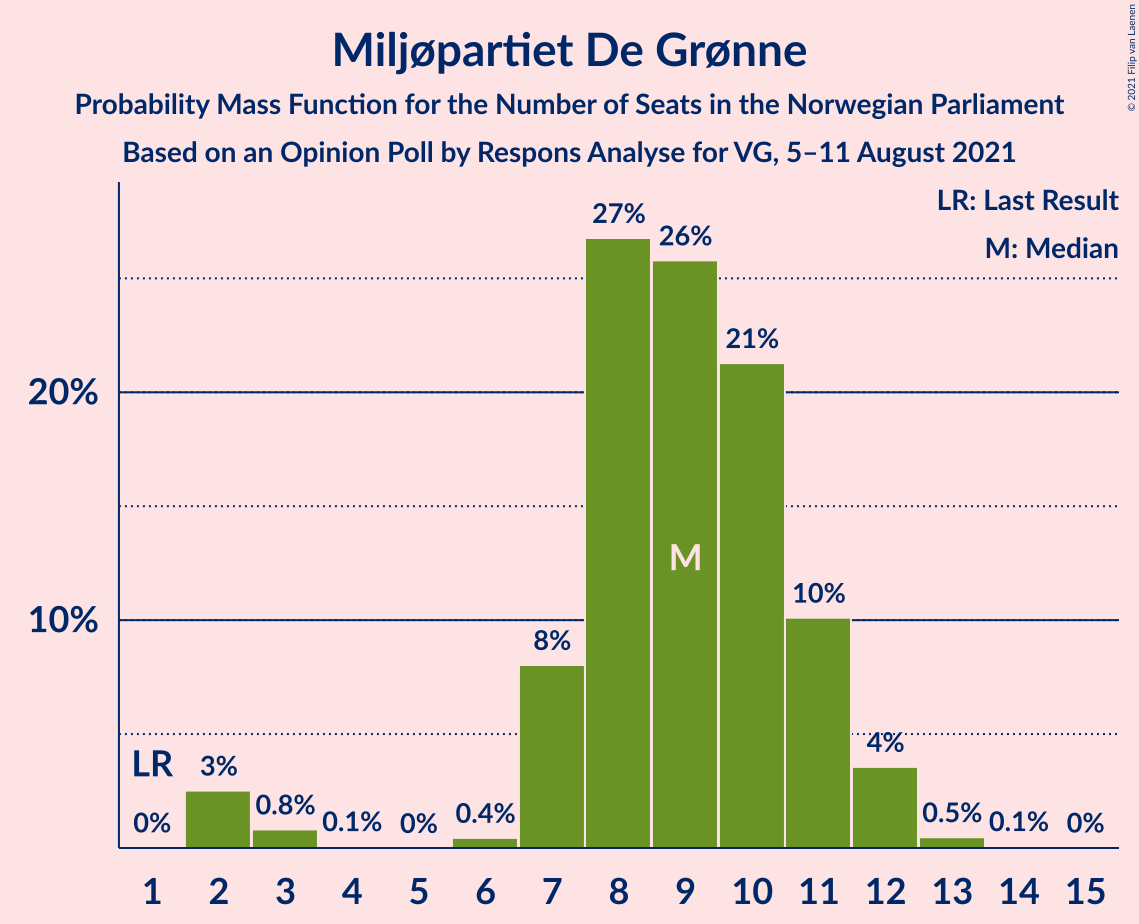 Miljøpartiet De Grønne
Probability Mass Function for the Number of Seats in the Norwegian Parliament
Based on an Opinion Poll by Respons Analyse for VG, 5–11 August 2021
© 2021 Filip van Laenen
LR: Last Result
M: Median
20%
10%
LR
0%
3%
0.8%
0.1%
0%
0.4%
8%
27%
26%
21%
10%
4%
0.5%
0.1%
0%
M
1 2 3 4 5 6 7 8 9 10 11 12 13 14 15